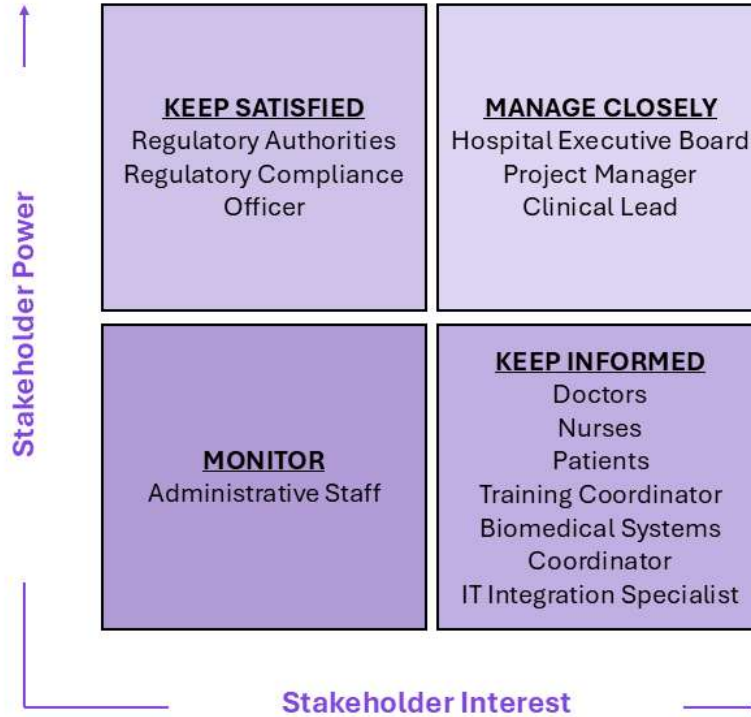 KEEP SATISFIED
Regulatory Authorities
Regulatory Compliance
Officer
MANAGE CLOSELY
Hospital Executive Board
Project Manager
Clinical Lead
Stakeholder Power
MONITOR
Administrative Staff
KEEP INFORMED
Doctors
Nurses
Patients
Training Coordinator
Biomedical Systems
Coordinator
IT Integration Specialist
Stakeholder Interest